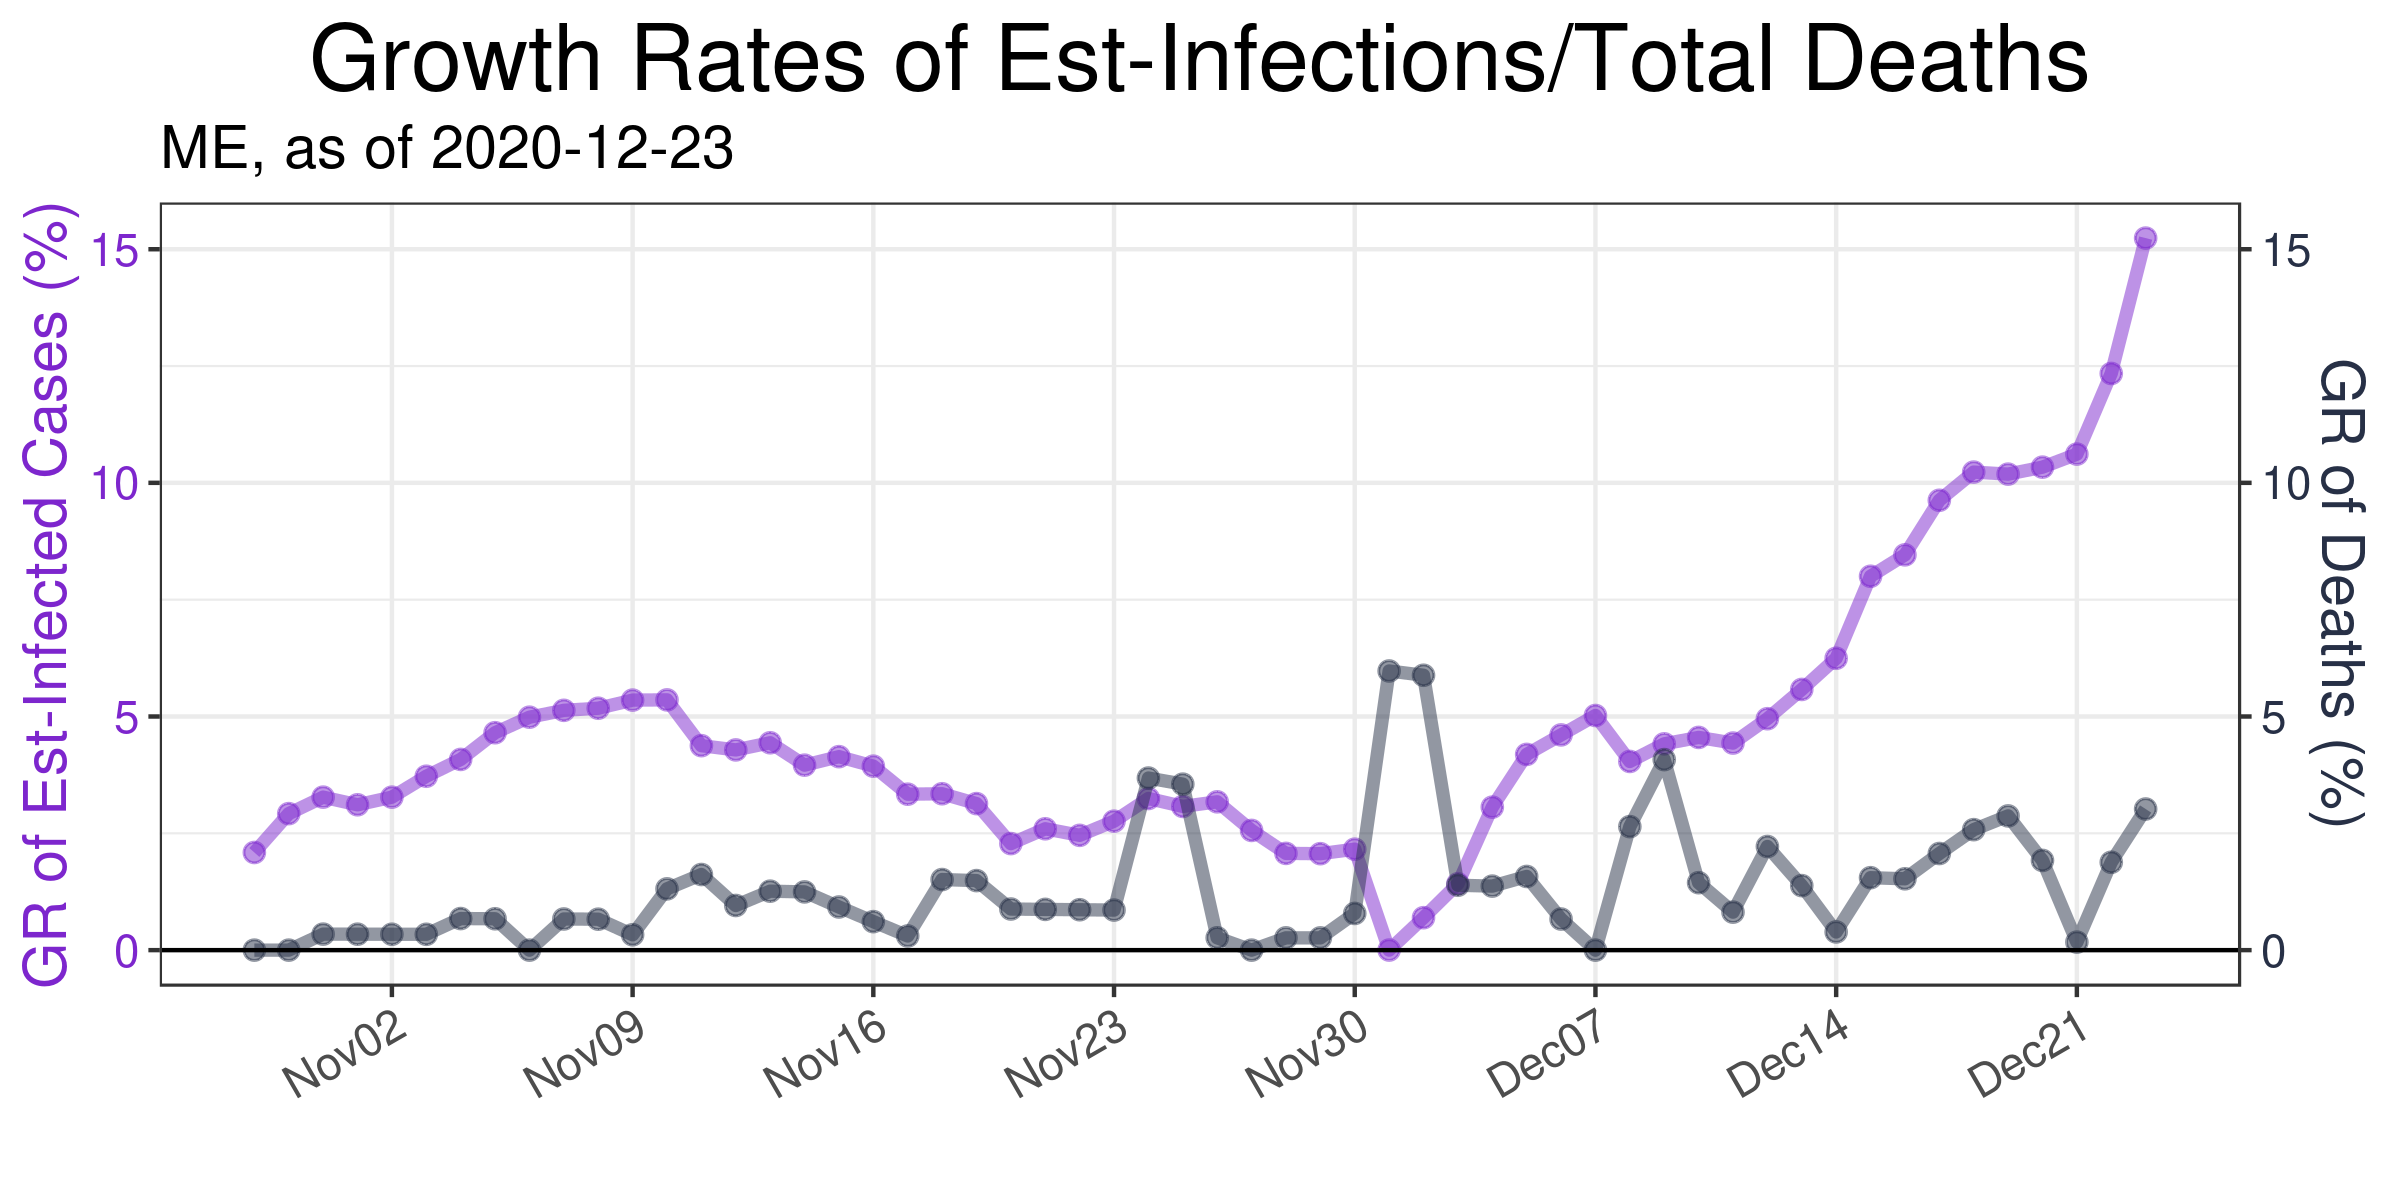 Growth Rates of Est-Infections/Total Deaths
ME, as of 2020-12-23
GR of Est-Infected Cases (%)
15
10
5
0
15
10
5
0
GR of Deaths (%)
Nov02
Nov09
Nov16
Nov23
Nov30
Dec07
Dec14
Dec21